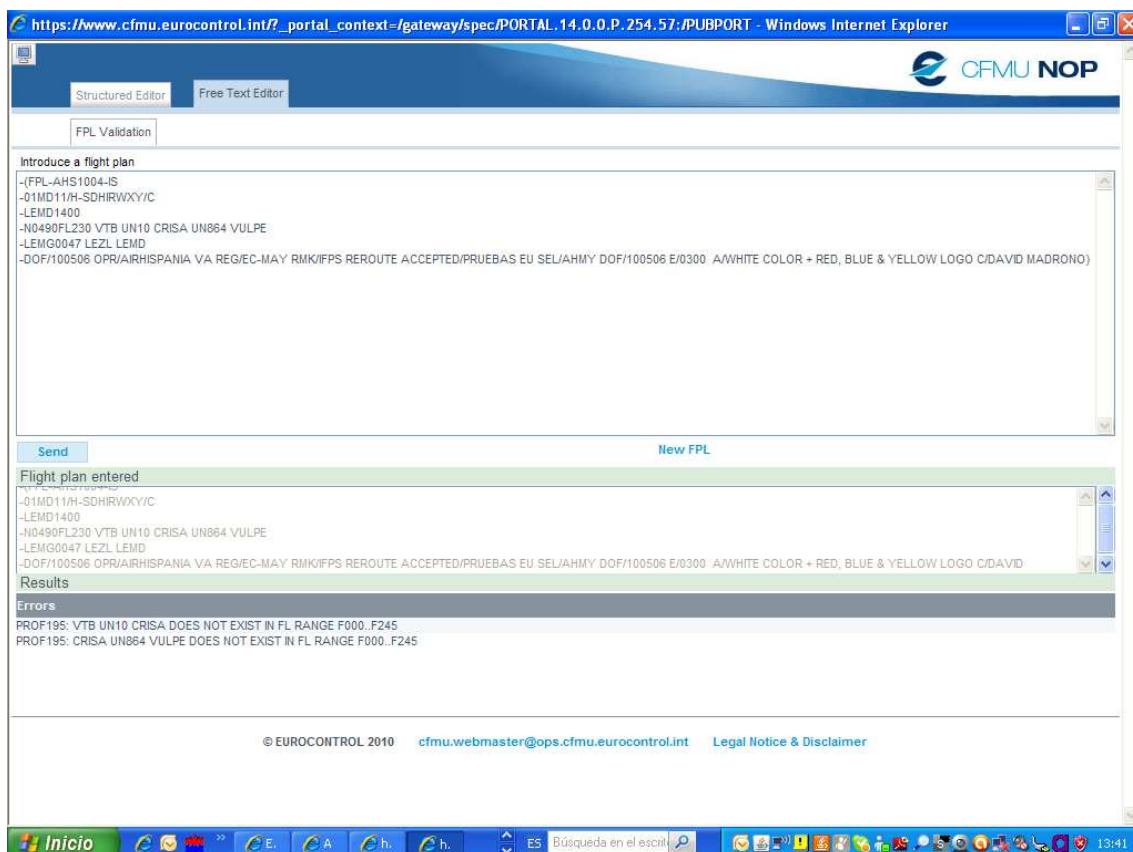 https://www.cfmu.eurocontrol.int/?_portal_context=/gateway/spec/PORTAL.14.0.0.P.254.57:/PUBPORT - Windows Internet Explorer
CFMU NOP
Structured Editor Free Text Editor
FPL Validation
Introduce a flight plan
-(FPL-AHS1004-IS
-01MD11/H-SDHIRWXY/C
-LEMD1400
-N0490FL230 VTB UN10 CRISA UN864 VULPE
-LEMG0047 LEZL LEMD
-DOF/100506 OPR/AIRHISPANIA VA REG/EC-MAY RMK/IFPS REROUTE ACCEPTED/PRUEBAS EU SEL/AHMY DOF/100506 E/0300 A/WHITE COLOR + RED, BLUE & YELLOW LOGO C/DAVID MADRONO)
Send New FPL
Flight plan entered
-(FPL-AHS1004-IS
-01MD11/H-SDHIRWXY/C
-LEMD1400
-N0490FL230 VTB UN10 CRISA UN864 VULPE
-LEMG0047 LEZL LEMD
-DOF/100506 OPR/AIRHISPANIA VA REG/EC-MAY RMK/IFPS REROUTE ACCEPTED/PRUEBAS EU SEL/AHMY DOF/100506 E/0300 A/WHITE COLOR + RED, BLUE & YELLOW LOGO C/DAVID
Results
Errors
PROF195: VTB UN10 CRISA DOES NOT EXIST IN FL RANGE F000..F245
PROF195: CRISA UN864 VULPE DOES NOT EXIST IN FL RANGE F000..F245
© EUROCONTROL 2010 cfmu.webmaster@ops.cfmu.eurocontrol.int Legal Notice & Disclaimer
Inicio E. A h. h. ES Búsqueda en el escrit 13:41